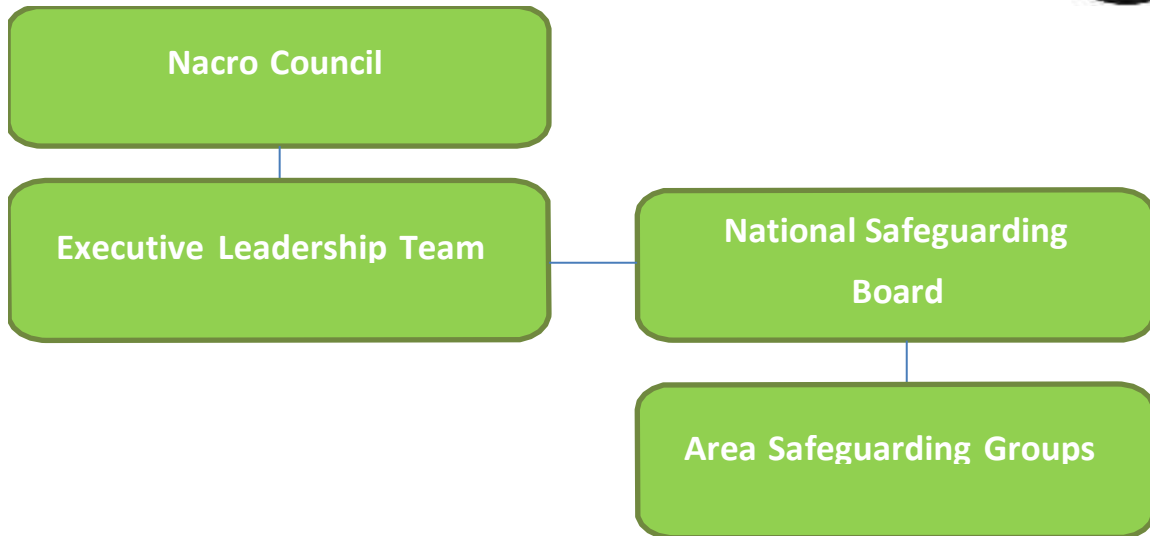 Nacro Council
Executive Leadership Team
National Safeguarding
Board
Area Safeguarding Groups